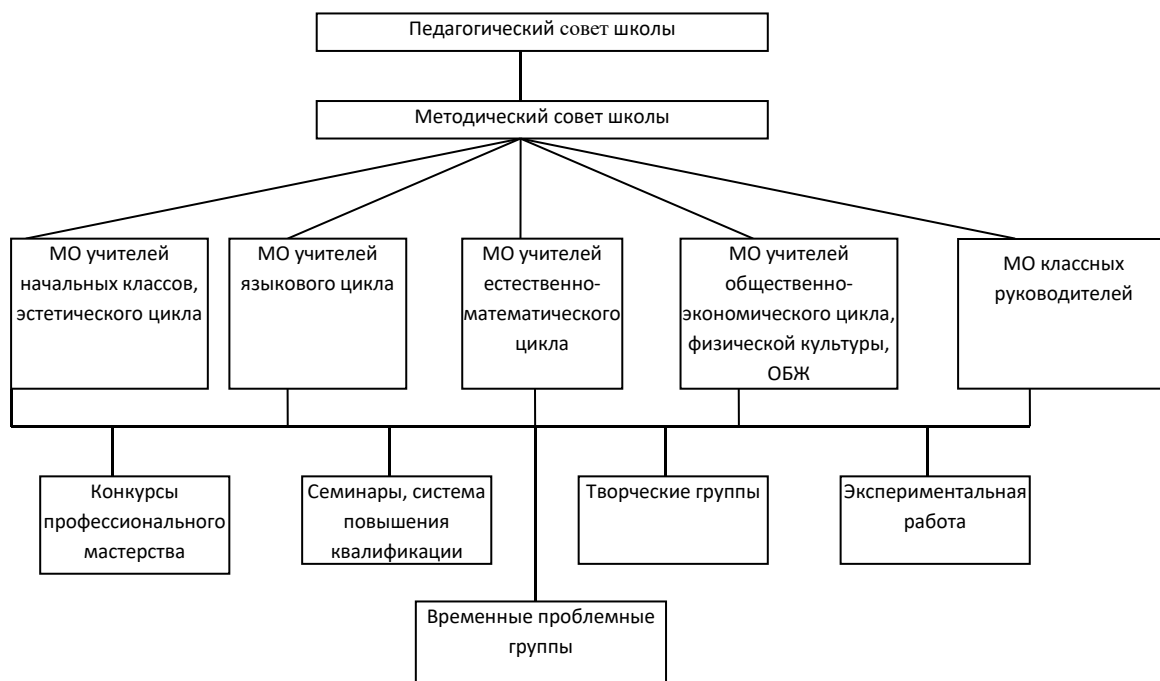 Педагогический совет школы
Методический совет школы
МО учителей
начальных классов,
эстетического цикла
МО учителей
языкового цикла
МО учителей
естественно-
математического
цикла
МО учителей
общественно-
экономического цикла,
физической культуры,
ОБЖ
МО классных
руководителей
Конкурсы
профессионального
мастерства
Семинары, система
повышения
квалификации
Творческие группы
Экспериментальная
работа
Временные проблемные
группы